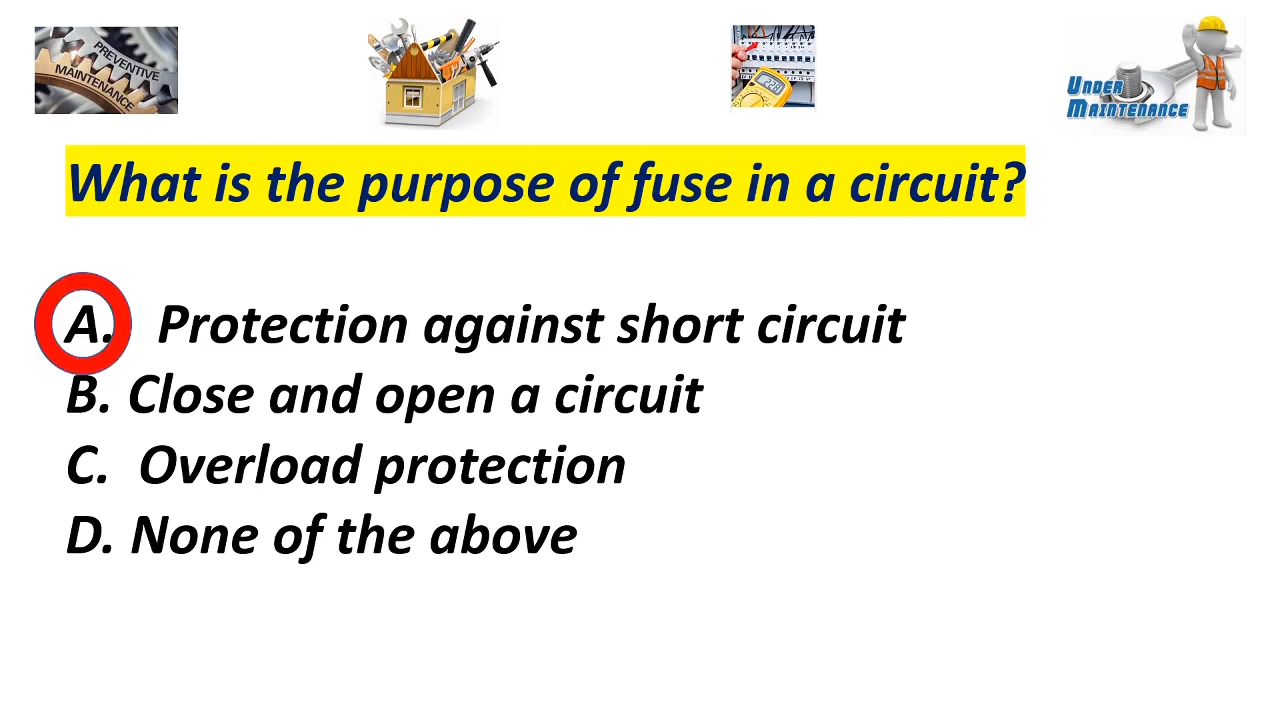 PREVENTIVE
MAINTENANCE
UNDER
MAINTENANCE
What is the purpose of fuse in a circuit?
A. Protection against short circuit
B. Close and open a circuit
C. Overload protection
D. None of the above